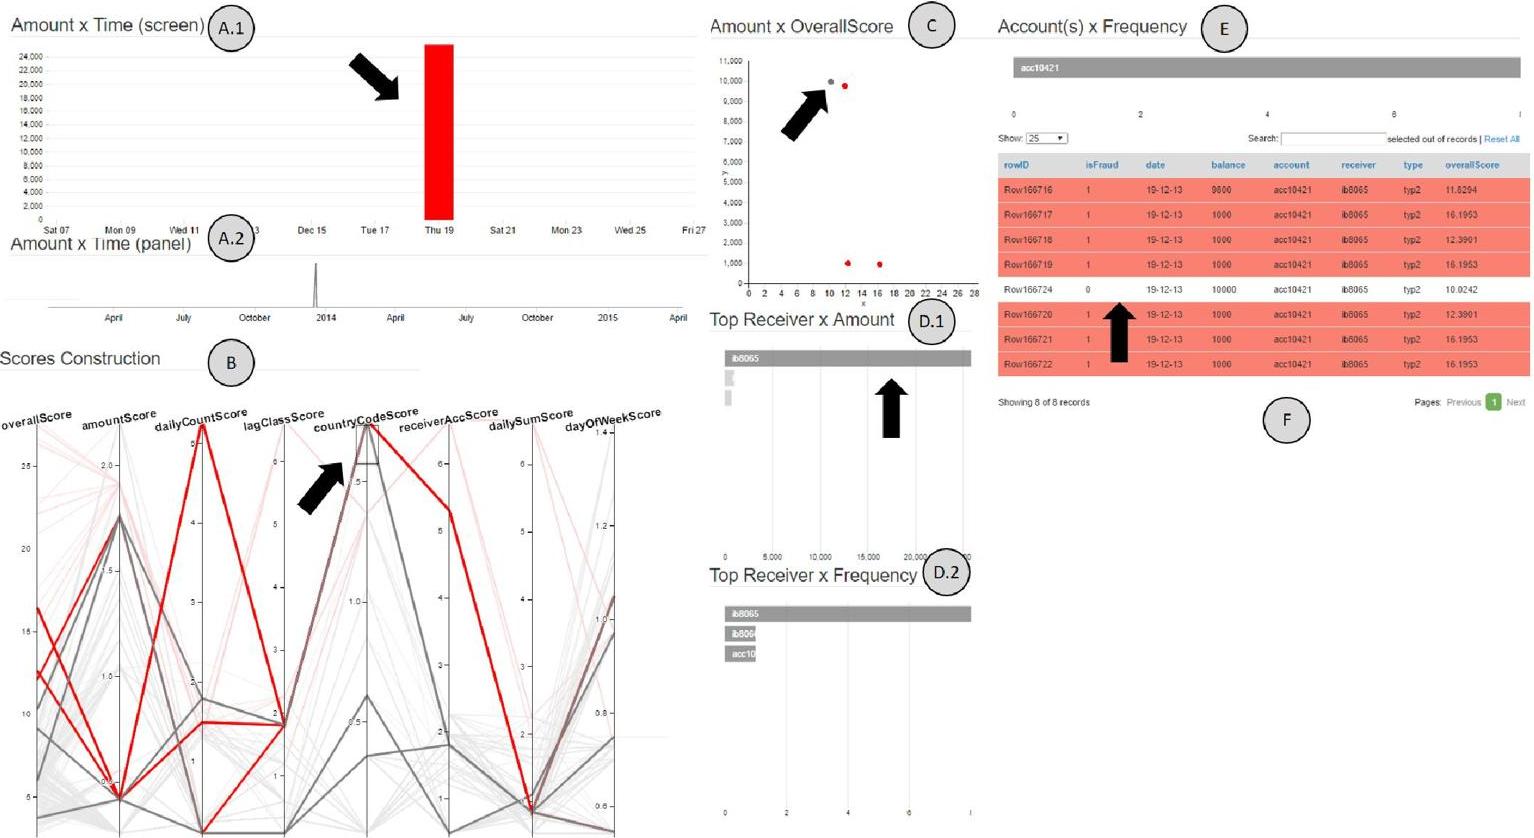 Amount x Time (screen) A.1
24,000
22,000
20,000
18,000
16,000
14,000
12,000
10,000
8,000
6,000
4,000
2,000
0
Sat 07 Mon 09 Wed 11 3 Dec 15 Tue 17 Thu 19 Sat 21 Mon 23 Wed 25 Fri 27
Amount x Time (panel) A.2
April July October 2014 April July October 2015 April
Scores Construction B
overallScore amountScore dailyCountScore lagClassScore countryCodeScore receiverAccScore dailySumScore dayOfWeekScore
25
20
15
10
5
2.0
1.5
1.0
4
3
2
1
6
5
4
3
2
1
1.0
0.5
6
5
4
3
2
1
6
5
4
3
2
1.4
1.2
1.0
0.8
0.6
Amount x OverallScore C
11,000
10,000
9,000
8,000
7,000
6,000
5,000
4,000
3,000
2,000
1,000
0
y
0 2 4 6 8 10 12 14 16 18 20 22 24 26 28
x
Top Receiver x Amount D.1
ib8065
0 5,000 10,000 15,000 20,000
Top Receiver x Frequency D.2
ib8065
ib806
acc10
0 2 4 6
Account(s) x Frequency E
acc10421
0 2 4 6
Show: 25 Search: selected out of records | Reset All
rowID isFraud date balance account receiver type overallScore
Row166716 1 19-12-13 9800 acc10421 ib8065 typ2 11.8294
Row166717 1 19-12-13 1000 acc10421 ib8065 typ2 16.1953
Row166718 1 19-12-13 1000 acc10421 ib8065 typ2 12.3901
Row166719 1 19-12-13 1000 acc10421 ib8065 typ2 16.1953
Row166724 0 19-12-13 10000 acc10421 ib8065 typ2 10.0242
Row166720 1 19-12-13 1000 acc10421 ib8065 typ2 12.3901
Row166721 1 19-12-13 1000 acc10421 ib8065 typ2 16.1953
Row166722 1 19-12-13 1000 acc10421 ib8065 typ2 16.1953
Showing 8 of 8 records Pages: Previous 1 Next
F